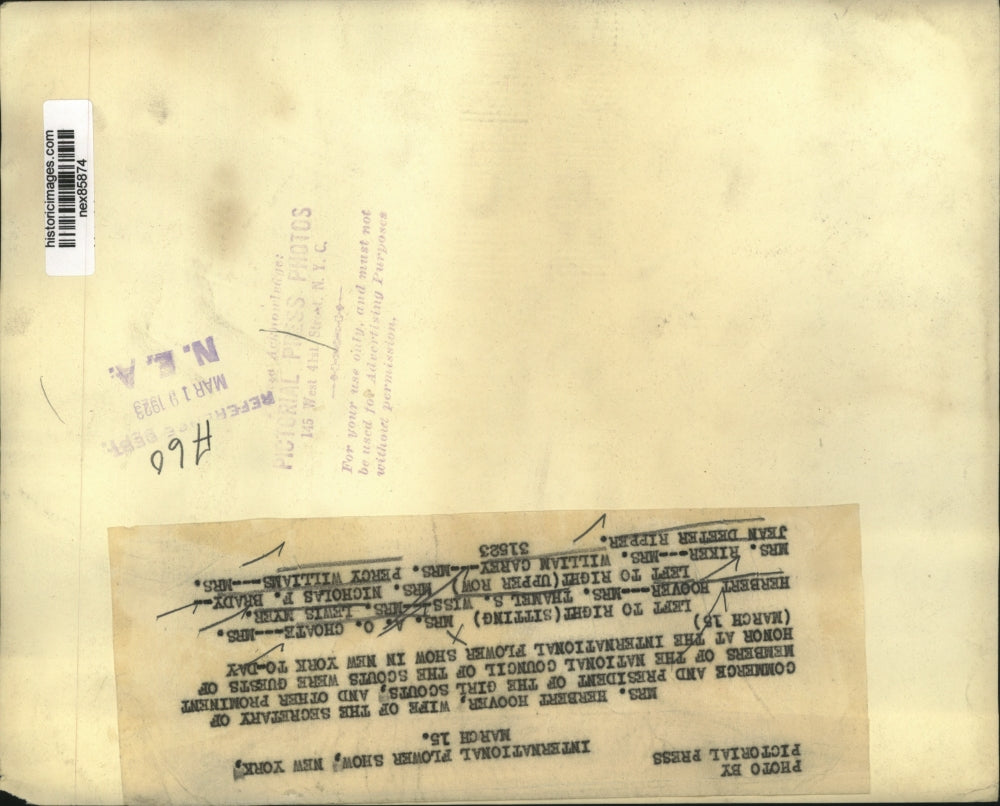 historicimages.com
nex85874
N.E.A.
MAR 19 1923
REFERENCE DEPT.
A60
PICTORIAL PRESS PHOTOS
145 West 41st Street, N. Y. C.
For your use only, and must not
be used for Advertising Purposes
without permission.
PHOTO BY
PICTORIAL PRESS
INTERNATIONAL FLOWER SHOW, NEW YORK,
MARCH 15.
MRS. HERBERT HOOVER, WIFE OF THE SECRETARY OF
COMMERCE AND PRESIDENT OF THE GIRL SCOUTS, AND OTHER PROMINENT
MEMBERS OF THE NATIONAL COUNCIL OF THE SCOUTS WERE GUESTS OF
HONOR AT THE INTERNATIONAL FLOWER SHOW IN NEW YORK TO-DAY
(MARCH 15)
LEFT TO RIGHT(SITTING) MRS. A. O. CHOATE----MRS.
HERBERT HOOVER----MRS. THAMEL S. WISS---MRS. LEWIS MYER.
LEFT TO RIGHT(UPPER ROW) MRS. NICHOLAS F. BRADY--
MRS. RIKER----MRS. WILLIAM CAREY----MRS. PERCY WILLIAMS----MRS.
JEAN DEETER RIPPER.
31523